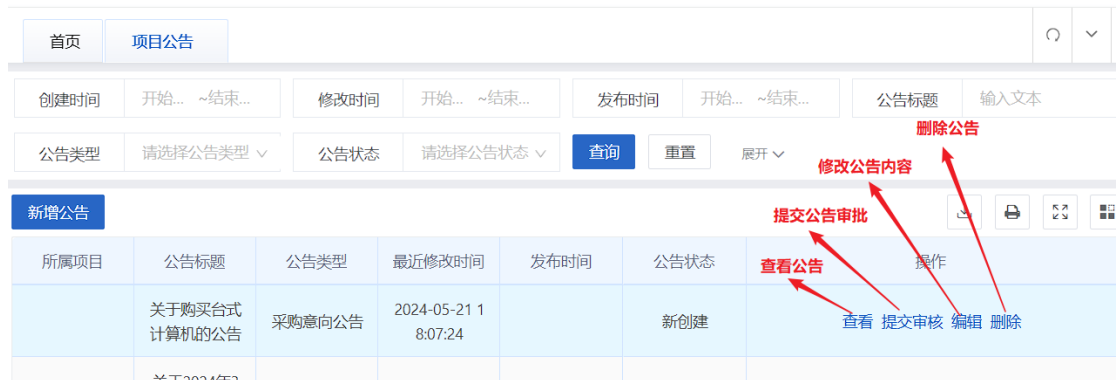 首页 项目公告
创建时间 开始... ~结束... 修改时间 开始... ~结束... 发布时间 开始... ~结束... 公告标题 输入文本
删除公告
公告类型 请选择公告类型 公告状态 请选择公告状态 查询 重置 展开
修改公告内容
新增公告
提交公告审批
所属项目 公告标题 公告类型 最近修改时间 发布时间 公告状态 操作
查看公告
关于购买台式
计算机的公告
采购意向公告
2024-05-21 1
8:07:24
新创建
查看 提交审核 编辑 删除
关于2024年2